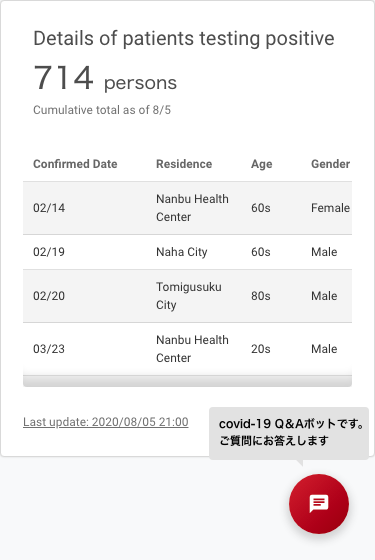 Details of patients testing positive
714 persons
Cumulative total as of 8/5
Confirmed Date Residence Age Gender
02/14 Nanbu Health Center 60s Female
02/19 Naha City 60s Male
02/20 Tomigusuku City 80s Male
03/23 Nanbu Health Center 20s Male
Last update: 2020/08/05 21:00
covid-19 Q&Aボットです。
ご質問にお答えします